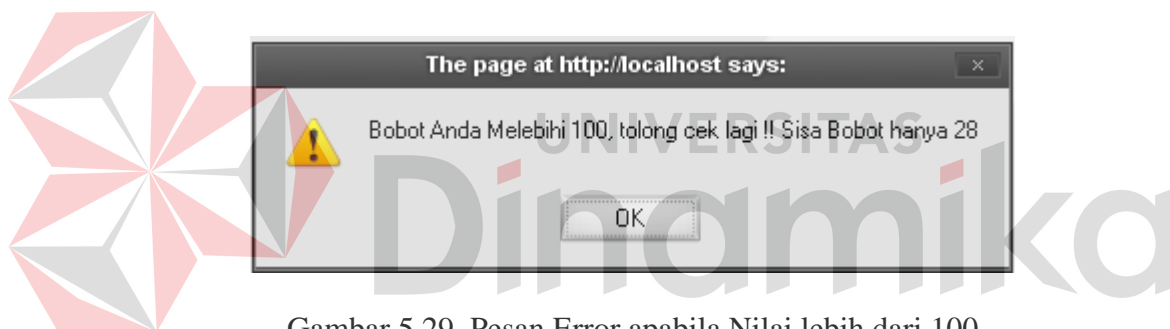 The page at http://localhost says:
Bobot Anda Melebihi 100, tolong cek lagi !! Sisa Bobot hanya 28
UNIVERSITAS
Dinamika
OK
Gambar 5.29 Pesan Error apabila Nilai lebih dari 100